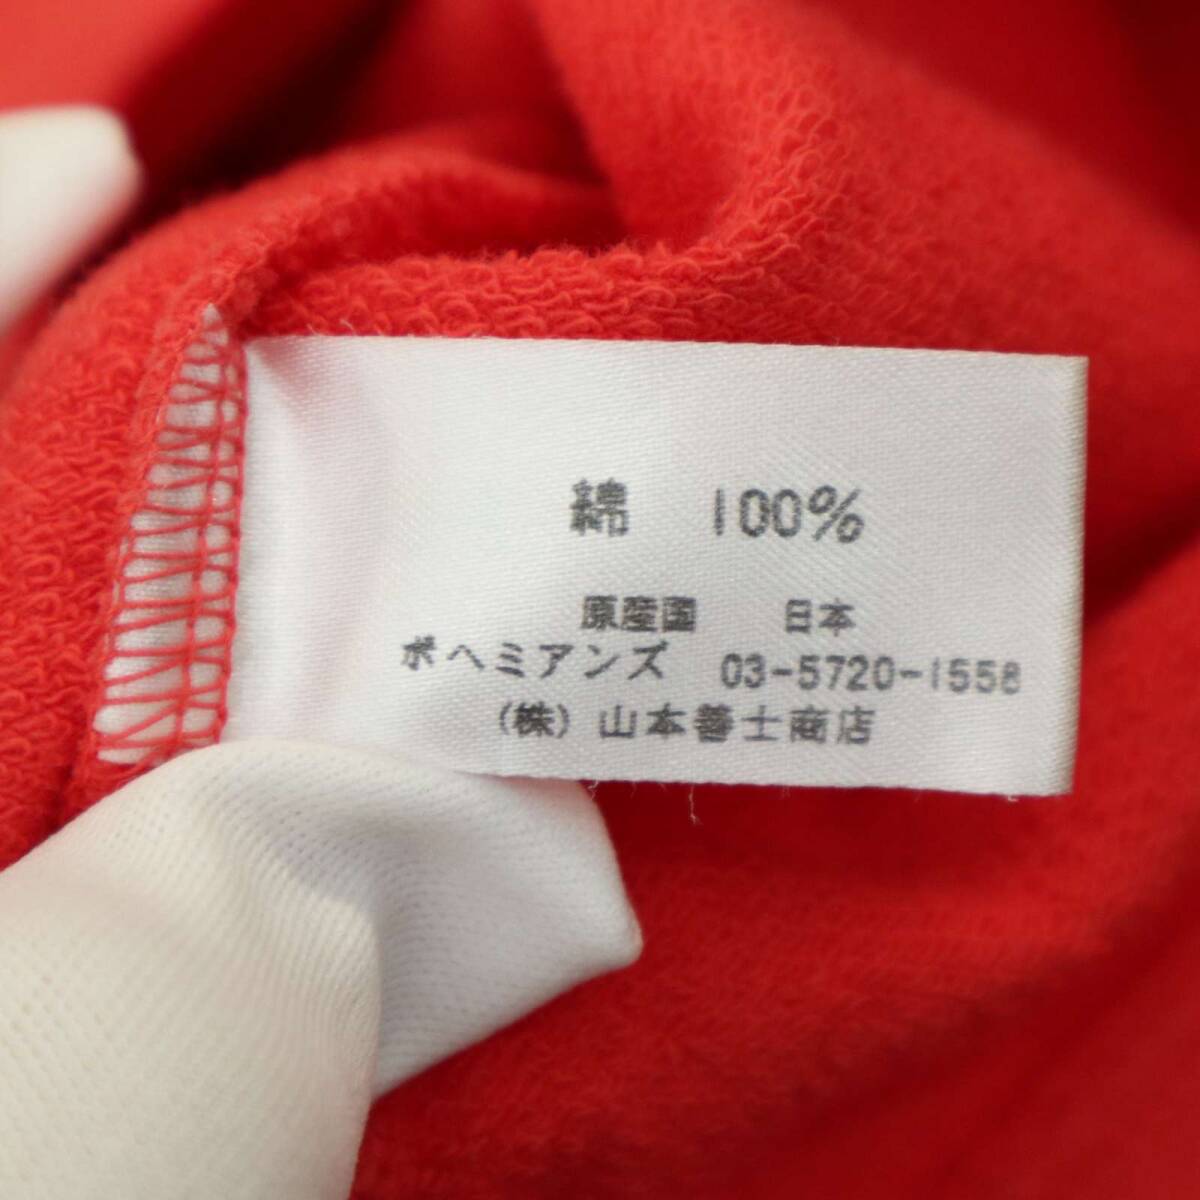 綿 100%
原産国 日本
ボヘミアンズ 03-5720-1558
(株) 山本善士商店